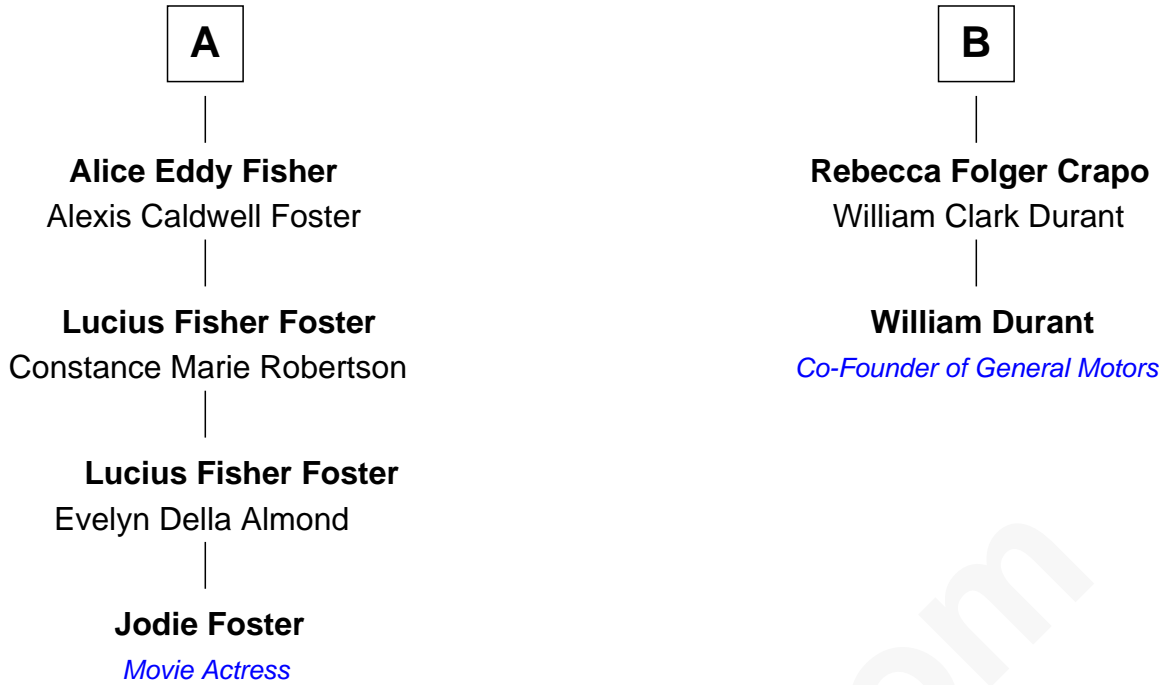 A
Alice Eddy Fisher
Alexis Caldwell Foster
Lucius Fisher Foster
Constance Marie Robertson
Lucius Fisher Foster
Evelyn Della Almond
Jodie Foster
Movie Actress
B
Rebecca Folger Crapo
William Clark Durant
William Durant
Co-Founder of General Motors
om